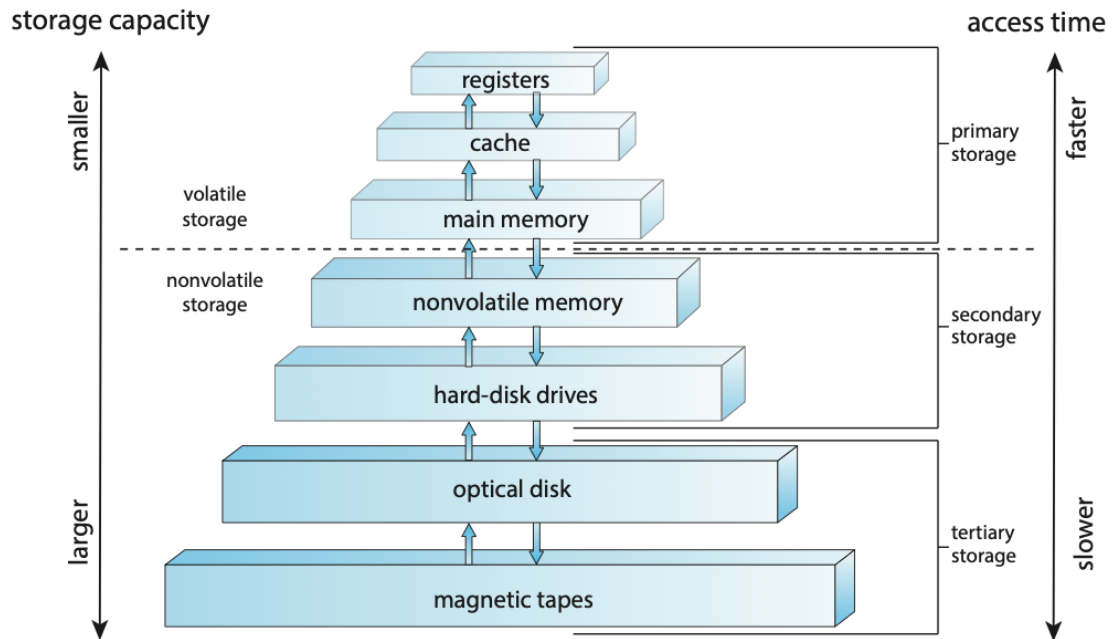 storage capacity
access time
smaller
larger
faster
slower
registers
cache
main memory
nonvolatile memory
hard-disk drives
optical disk
magnetic tapes
volatile
storage
nonvolatile
storage
primary
storage
secondary
storage
tertiary
storage